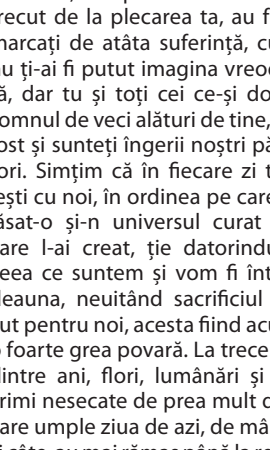 recut de la plecarea ta, au f
marcați de atâta suferință, cu
u ți-ai fi putut imagina vreo
ă, dar tu și toți cei ce-și do
omnul de veci alături de tine,
ost și sunteți îngerii noștri pă
ori. Simțim că în fiecare zi t
ești cu noi, în ordinea pe care
ăsat-o și-n universul curat
are l-ai creat, ție datorindu
eea ce suntem și vom fi înt
leauna, neuitând sacrificiul
ut pentru noi, acesta fiind acu
o foarte grea povară. La trece
lintre ani, flori, lumânări și
rimi nesecate de prea mult d
are umple ziua de azi, de mâ